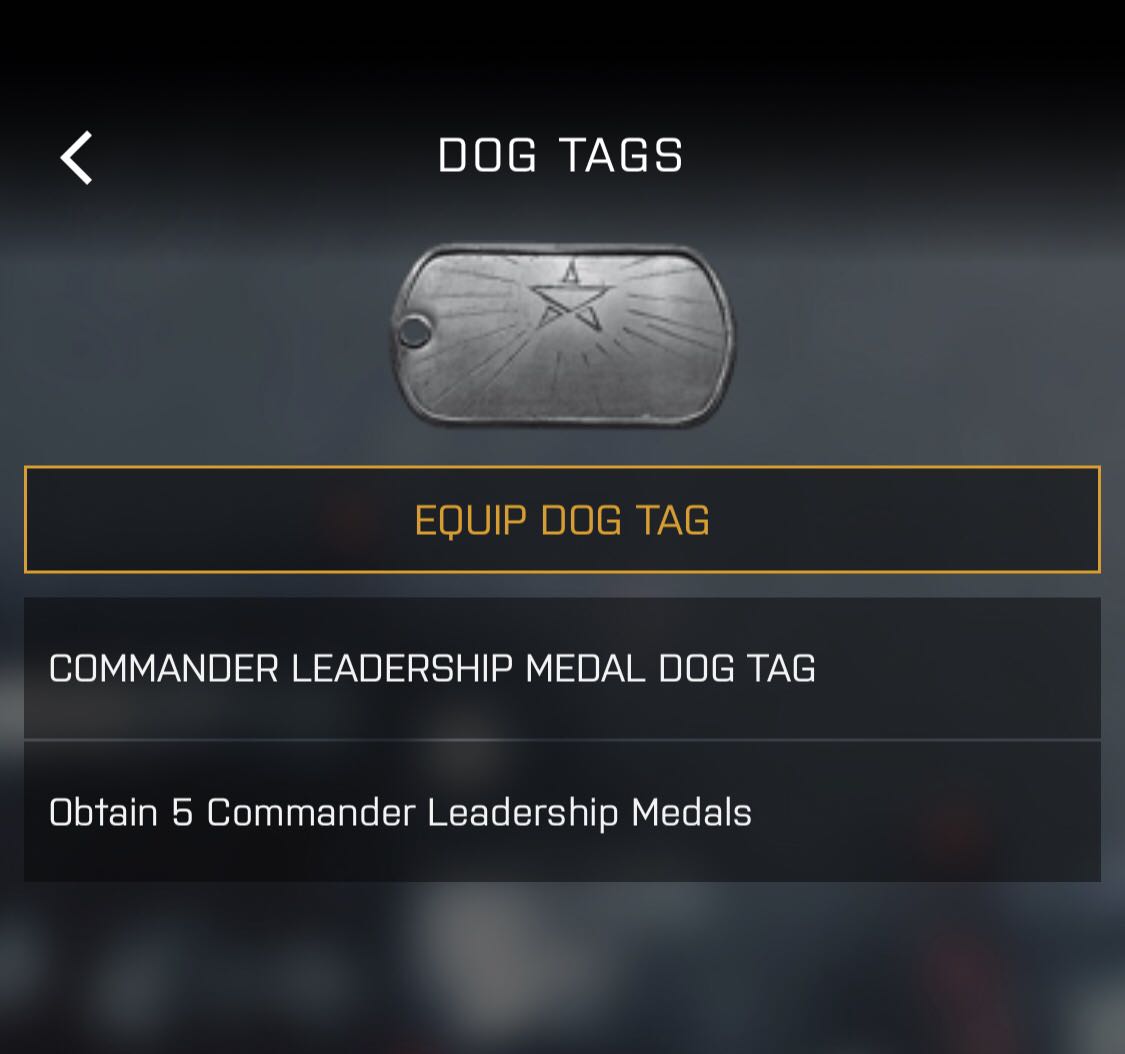 DOG TAGS
EQUIP DOG TAG
COMMANDER LEADERSHIP MEDAL DOG TAG
Obtain 5 Commander Leadership Medals